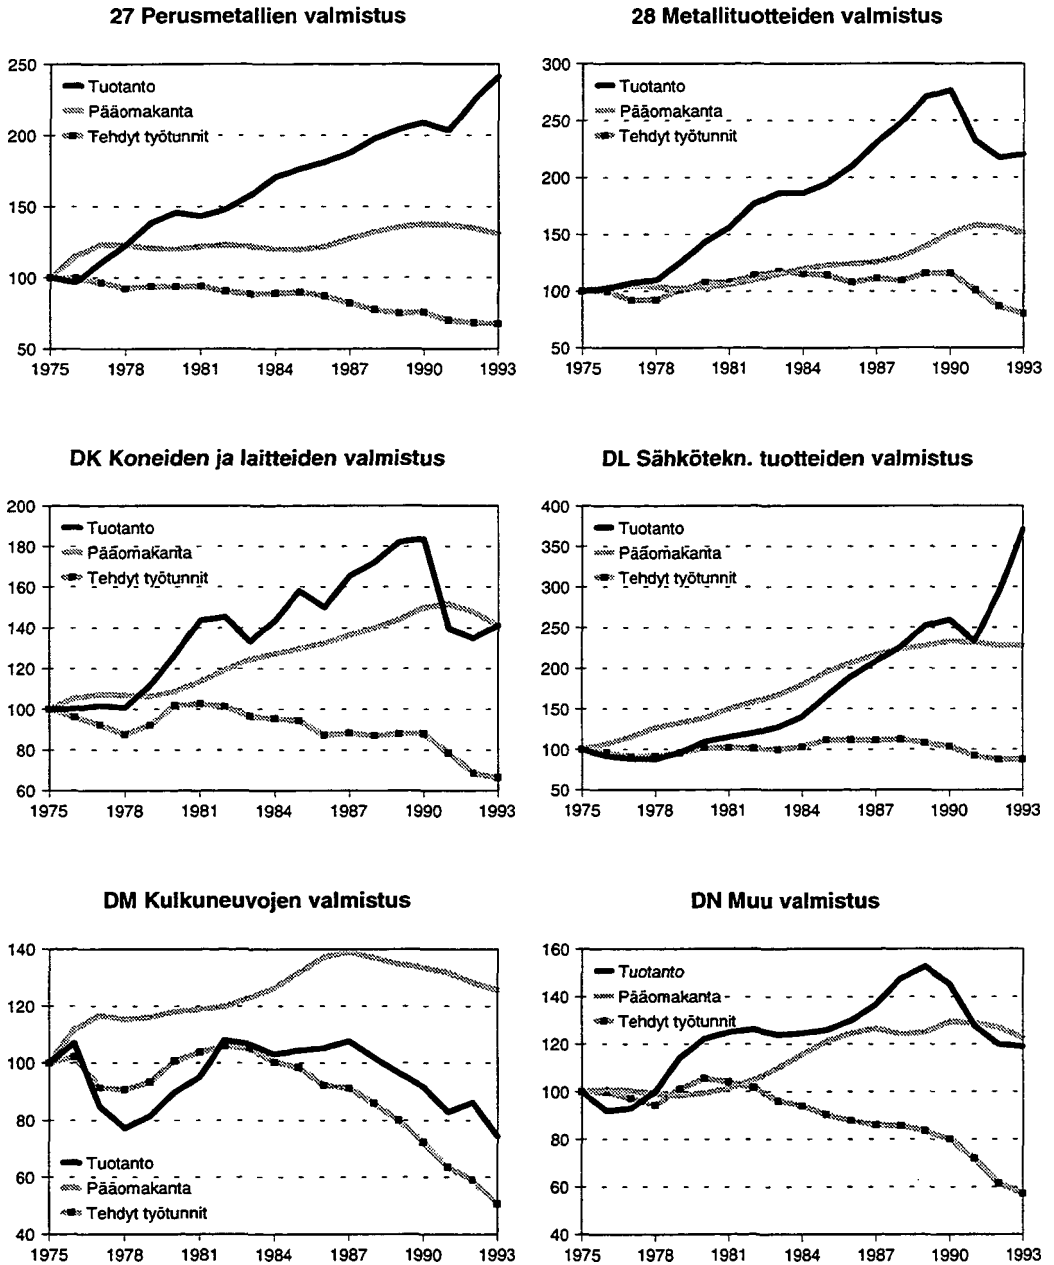 27 Perusmetallien valmistus
250
200
150
100
50
Tuotanto
Pääomakanta
Tehdyt työtunnit
1975 1978 1981 1984 1987 1990 1993
28 Metallituotteiden valmistus
300
250
200
150
100
50
Tuotanto
Pääomakanta
Tehdyt työtunnit
1975 1978 1981 1984 1987 1990 1993
DK Koneiden ja laitteiden valmistus
200
180
160
140
120
100
80
60
Tuotanto
Pääomakanta
Tehdyt työtunnit
1975 1978 1981 1984 1987 1990 1993
DL Sähkötekn. tuotteiden valmistus
400
350
300
250
200
150
100
50
Tuotanto
Pääomakanta
Tehdyt työtunnit
1975 1978 1981 1984 1987 1990 1993
DM Kulkuneuvojen valmistus
140
120
100
80
60
40
Tuotanto
Pääomakanta
Tehdyt työtunnit
1975 1978 1981 1984 1987 1990 1993
DN Muu valmistus
160
140
120
100
80
60
40
Tuotanto
Pääomakanta
Tehdyt työtunnit
1975 1978 1981 1984 1987 1990 1993